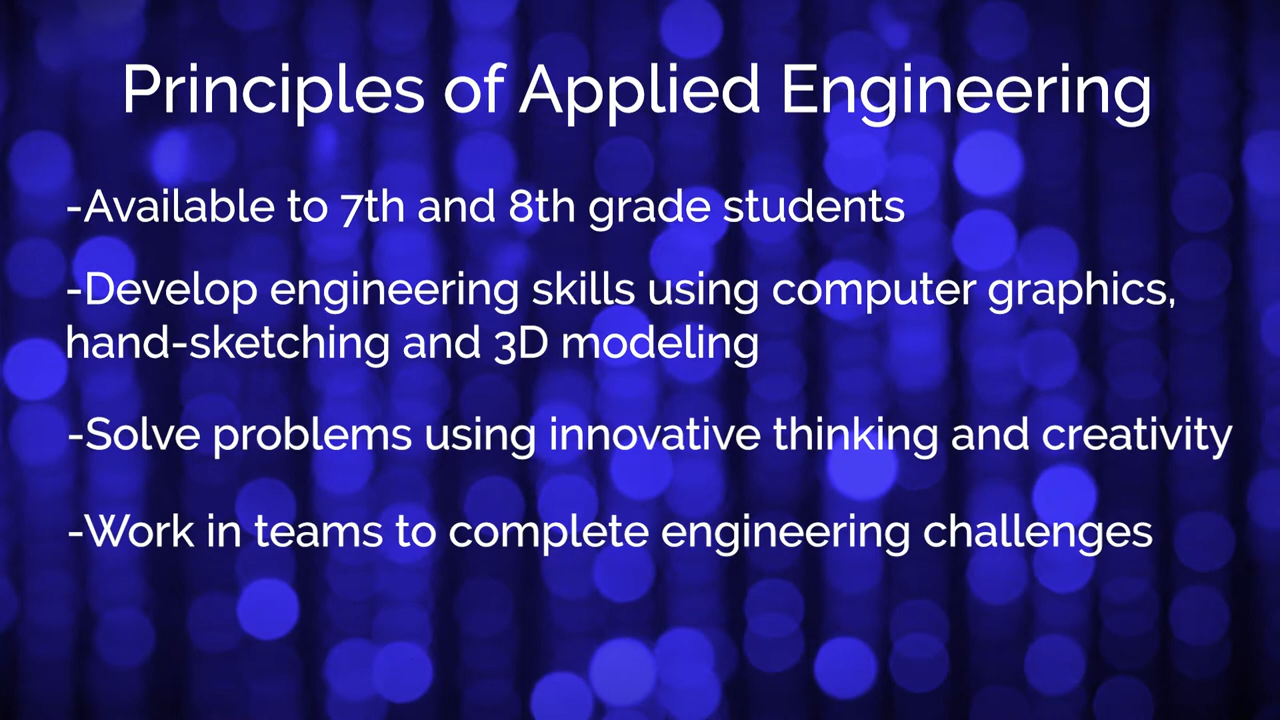 Principles of Applied Engineering
-Available to 7th and 8th grade students
-Develop engineering skills using computer graphics,
hand-sketching and 3D modeling
-Solve problems using innovative thinking and creativity
-Work in teams to complete engineering challenges